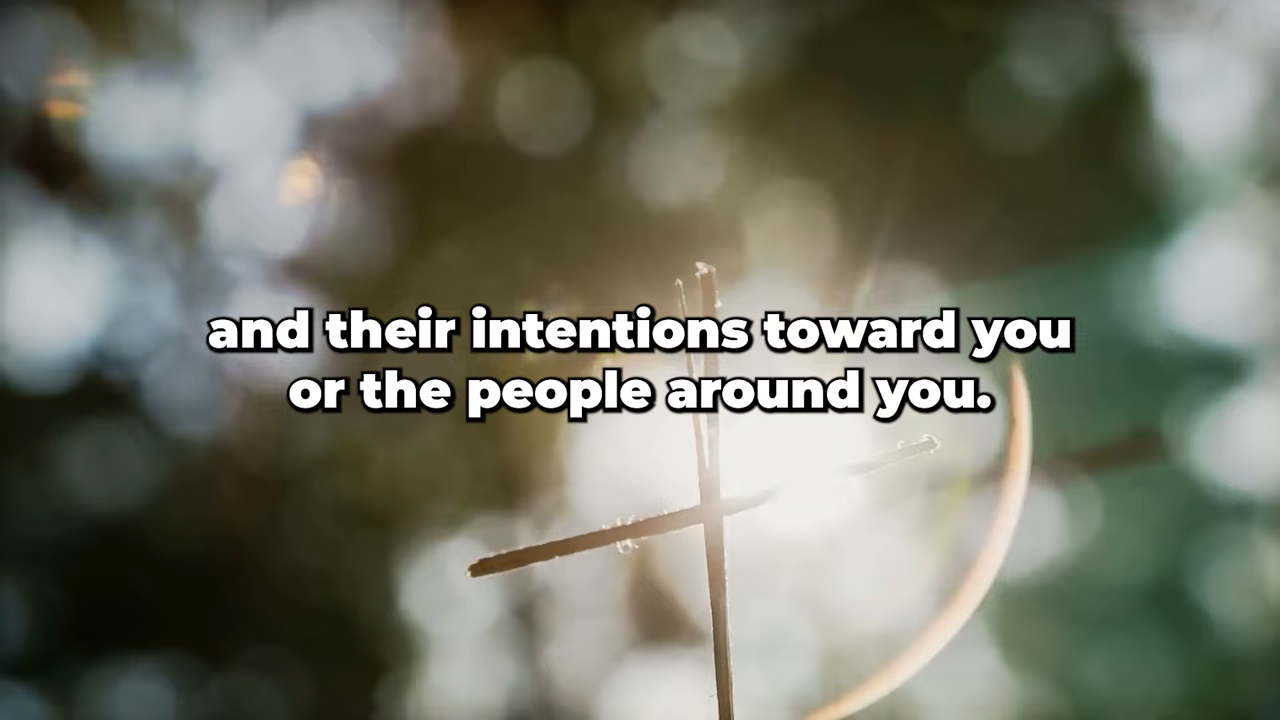 and their intentions toward you
or the people around you.